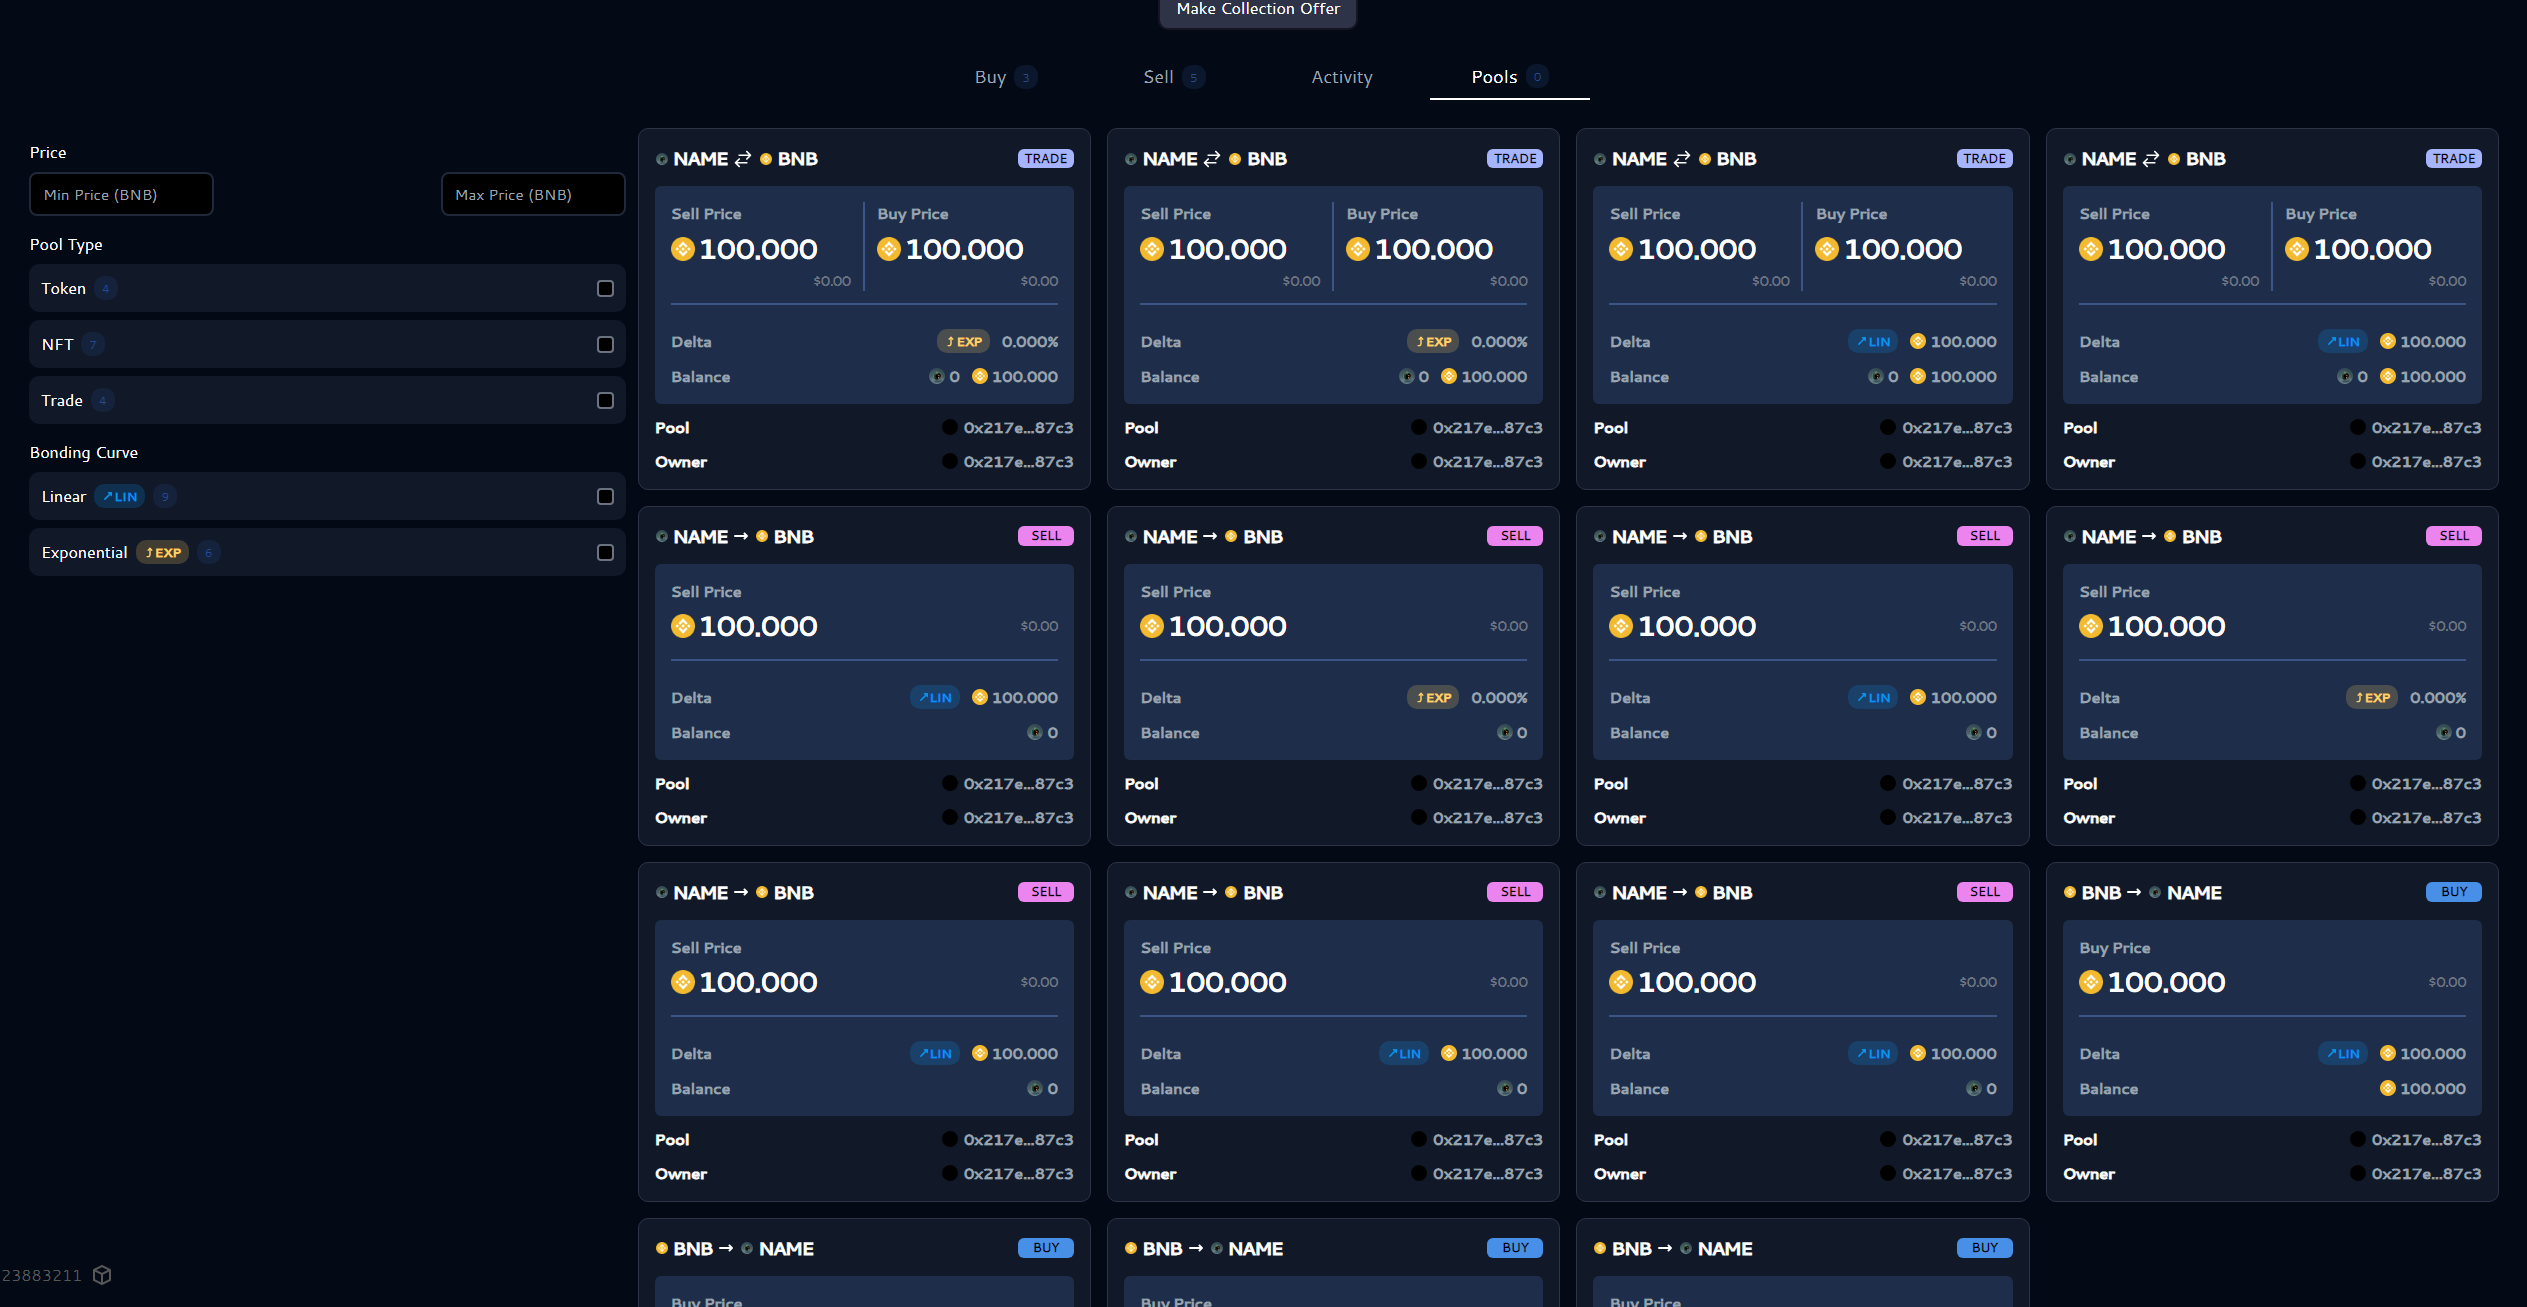 Make Collection Offer
Buy 3 Sell 5 Activity Pools 0
Price
Min Price (BNB) Max Price (BNB)
Pool Type
Token 4
NFT 7
Trade 4
Bonding Curve
Linear LIN 9
Exponential EXP 6
NAME BNB TRADE NAME BNB TRADE NAME BNB TRADE NAME BNB TRADE
Sell Price Buy Price Sell Price Buy Price Sell Price Buy Price Sell Price Buy Price
100.000 100.000 100.000 100.000 100.000 100.000 100.000 100.000
$0.00 $0.00 $0.00 $0.00 $0.00 $0.00 $0.00 $0.00
Delta EXP 0.000% Delta EXP 0.000% Delta LIN 100.000 Delta LIN 100.000
Balance 0 100.000 Balance 0 100.000 Balance 0 100.000 Balance 0 100.000
Pool 0x217e...87c3 Pool 0x217e...87c3 Pool 0x217e...87c3 Pool 0x217e...87c3
Owner 0x217e...87c3 Owner 0x217e...87c3 Owner 0x217e...87c3 Owner 0x217e...87c3
NAME → BNB SELL NAME → BNB SELL NAME → BNB SELL NAME → BNB SELL
Sell Price Sell Price Sell Price Sell Price
100.000 $0.00 100.000 $0.00 100.000 $0.00 100.000 $0.00
Delta LIN 100.000 Delta EXP 0.000% Delta LIN 100.000 Delta EXP 0.000%
Balance 0 Balance 0 Balance 0 Balance 0
Pool 0x217e...87c3 Pool 0x217e...87c3 Pool 0x217e...87c3 Pool 0x217e...87c3
Owner 0x217e...87c3 Owner 0x217e...87c3 Owner 0x217e...87c3 Owner 0x217e...87c3
NAME → BNB SELL NAME → BNB SELL NAME → BNB SELL BNB → NAME BUY
Sell Price Sell Price Sell Price Buy Price
100.000 $0.00 100.000 $0.00 100.000 $0.00 100.000 $0.00
Delta LIN 100.000 Delta LIN 100.000 Delta LIN 100.000 Delta LIN 100.000
Balance 0 Balance 0 Balance 0 Balance 100.000
Pool 0x217e...87c3 Pool 0x217e...87c3 Pool 0x217e...87c3 Pool 0x217e...87c3
Owner 0x217e...87c3 Owner 0x217e...87c3 Owner 0x217e...87c3 Owner 0x217e...87c3
BNB → NAME BUY BNB → NAME BUY BNB → NAME BUY
Buy Price Buy Price Buy Price
23883211